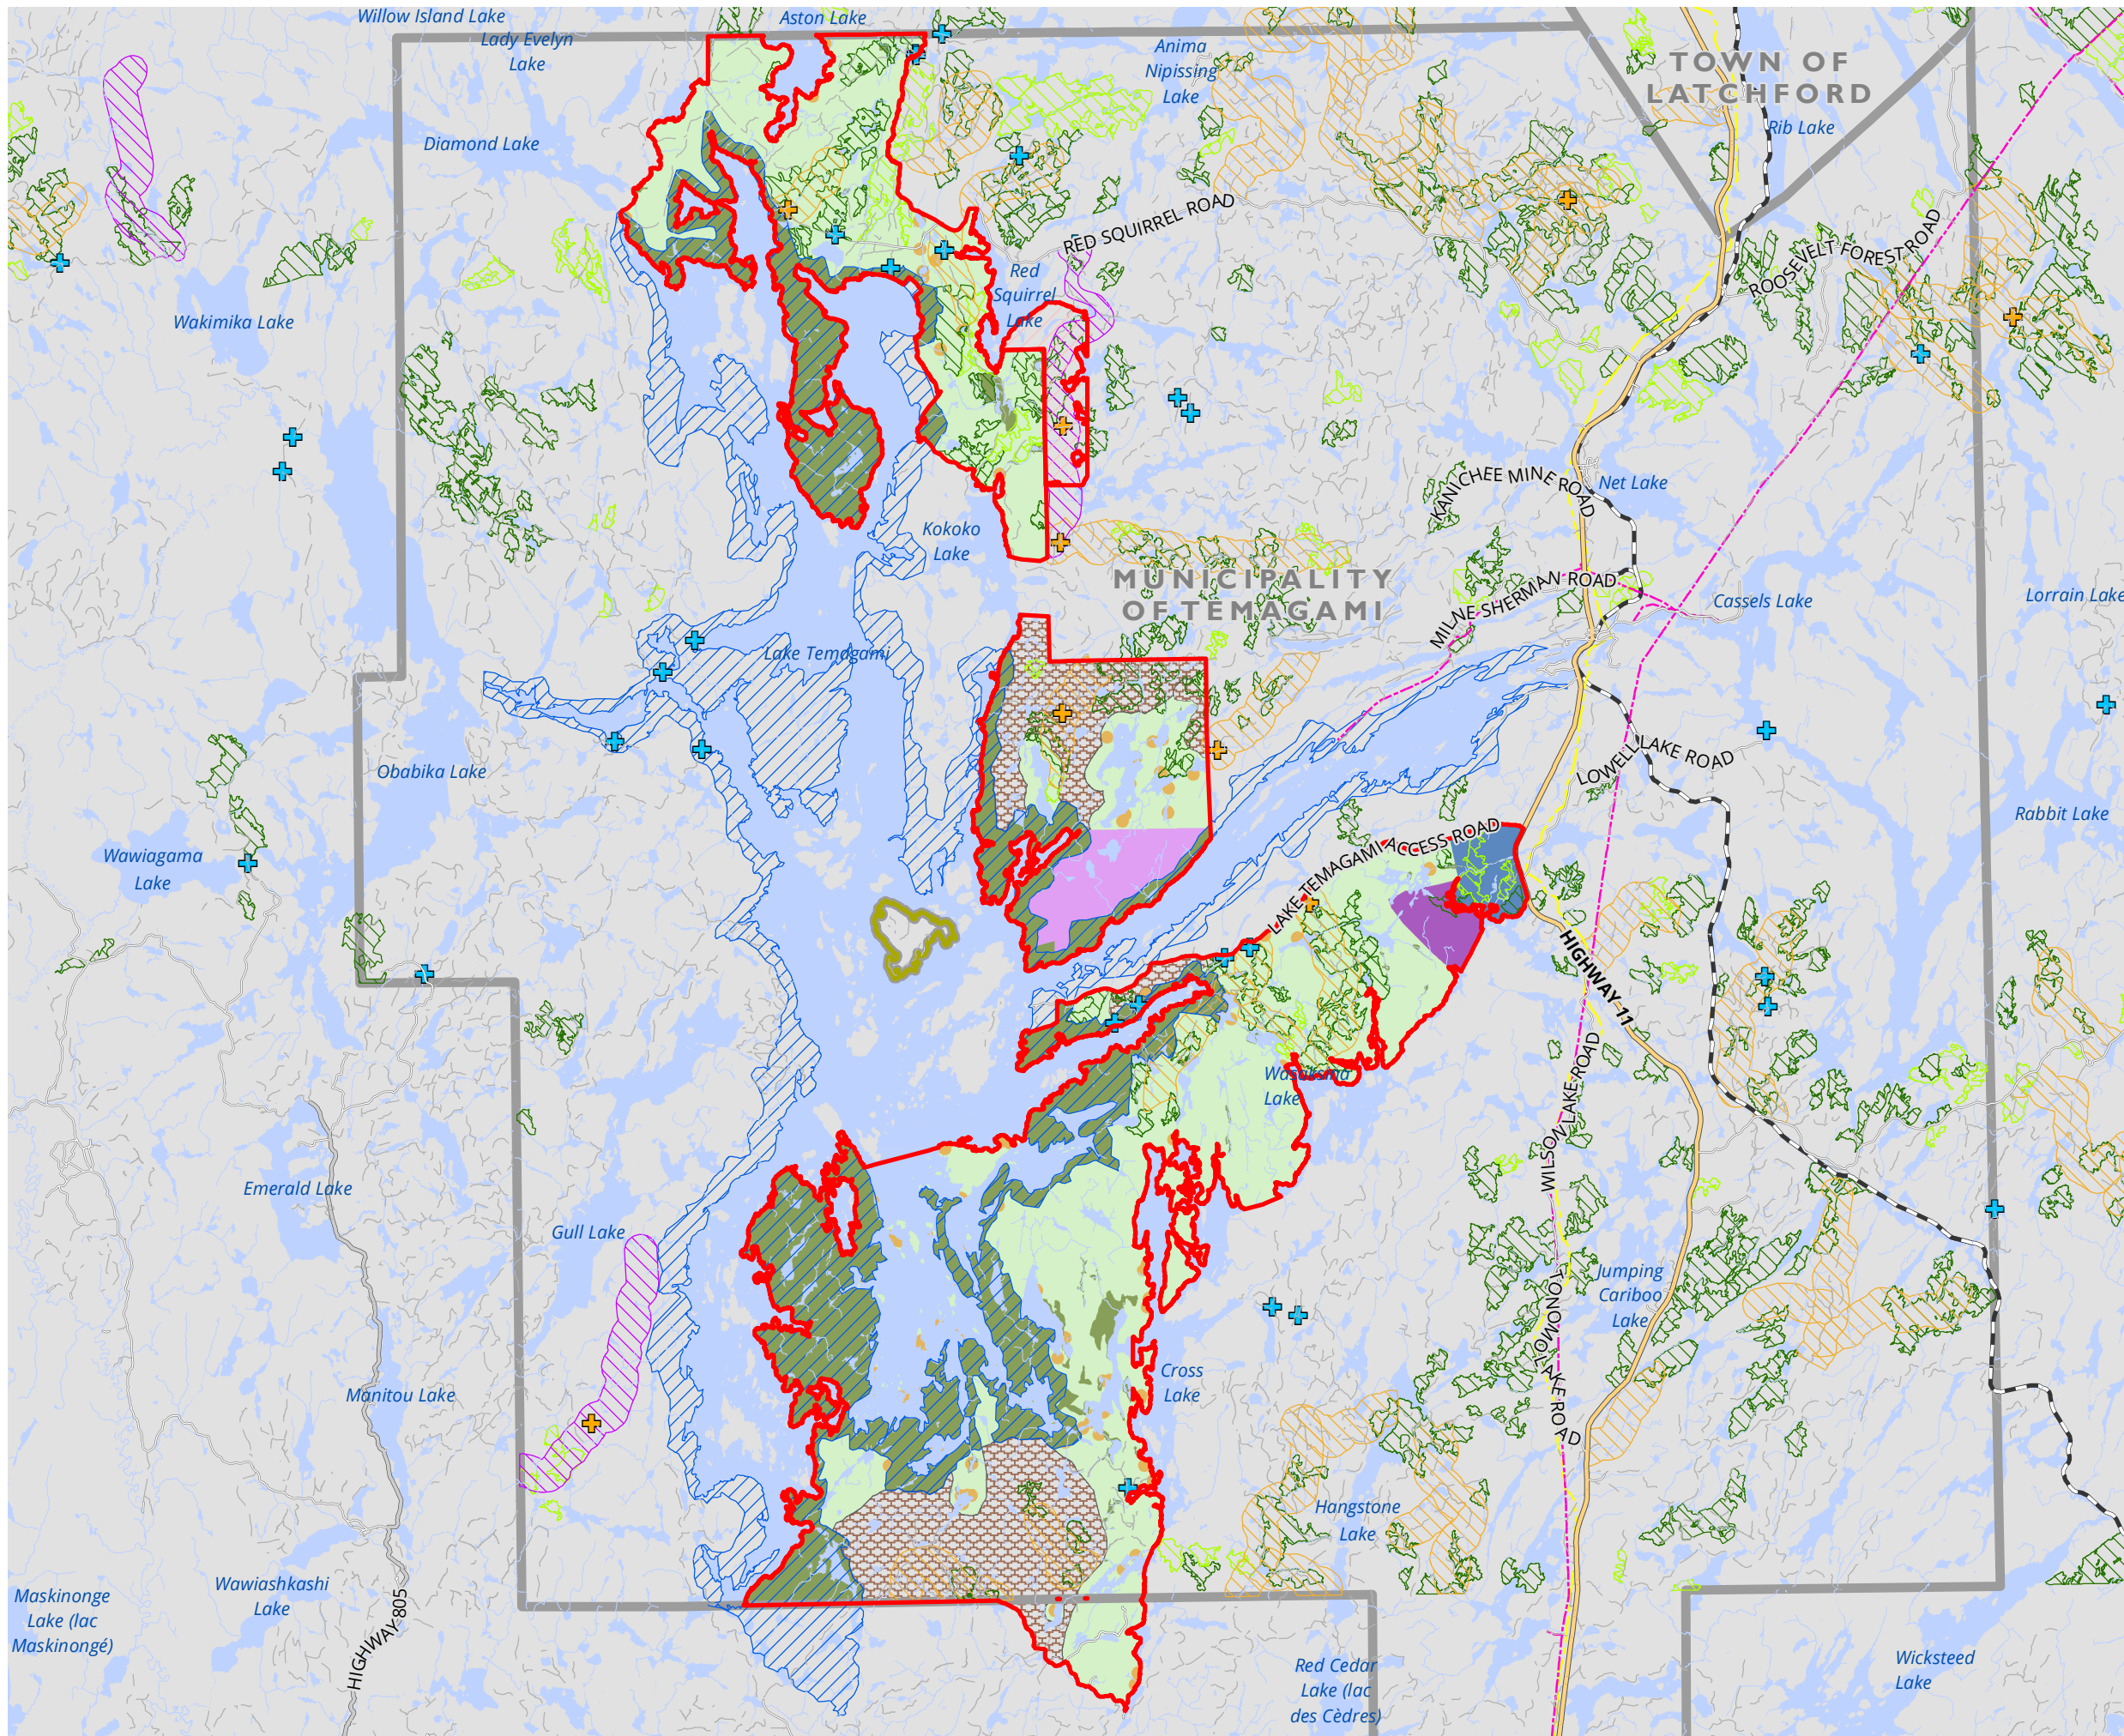 Willow Island Lake
Aston Lake
Lady Evelyn
Lake
Anima
Nipissing
Lake
TOWN OF
LATCHFORD
Rib Lake
Diamond Lake
RED SQUIRREL ROAD
ROOSEVELT FOREST ROAD
Red
Squirrel
Lake
Wakimika Lake
KANICHEE MINE ROAD
Net Lake
Kokoko
Lake
MUNICIPALITY
OF TEMAGAMI
MILNE SHERMAN ROAD
Cassels Lake
Lorrain Lake
Lake Temagami
Obabika Lake
LOWELL LAKE ROAD
Rabbit Lake
LAKE TEMAGAMI ACCESS ROAD
Wawiagama
Lake
HIGHWAY 11
Wasaksina
Lake
WILSON LAKE ROAD
Emerald Lake
Gull Lake
Jumping
Cariboo
Lake
TONOMO LAKE ROAD
Cross
Lake
Manitou Lake
Hangstone
Lake
Wawiashkashi
Lake
Maskinonge
Lake (lac
Maskinongé)
HIGHWAY 805
Red Cedar
Lake (lac
des Cèdres)
Wicksteed
Lake